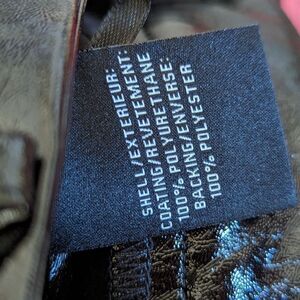 SHELL/EXTERIEUR:
COATING/REVETEMENT:
100% POLYURETHANE
BACKING/ENVERSE:
100% POLYESTER